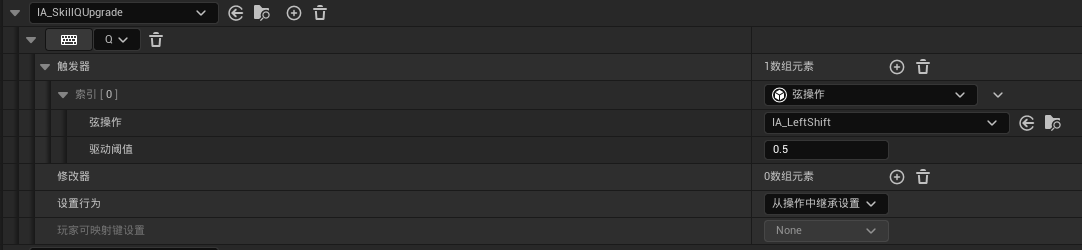 IA_SkillQUpgrade
Q
触发器 1数组元素
索引 [ 0 ] 弦操作
弦操作 IA_LeftShift
驱动阈值 0.5
修改器 0数组元素
设置行为 从操作中继承设置
玩家可映射键设置 None